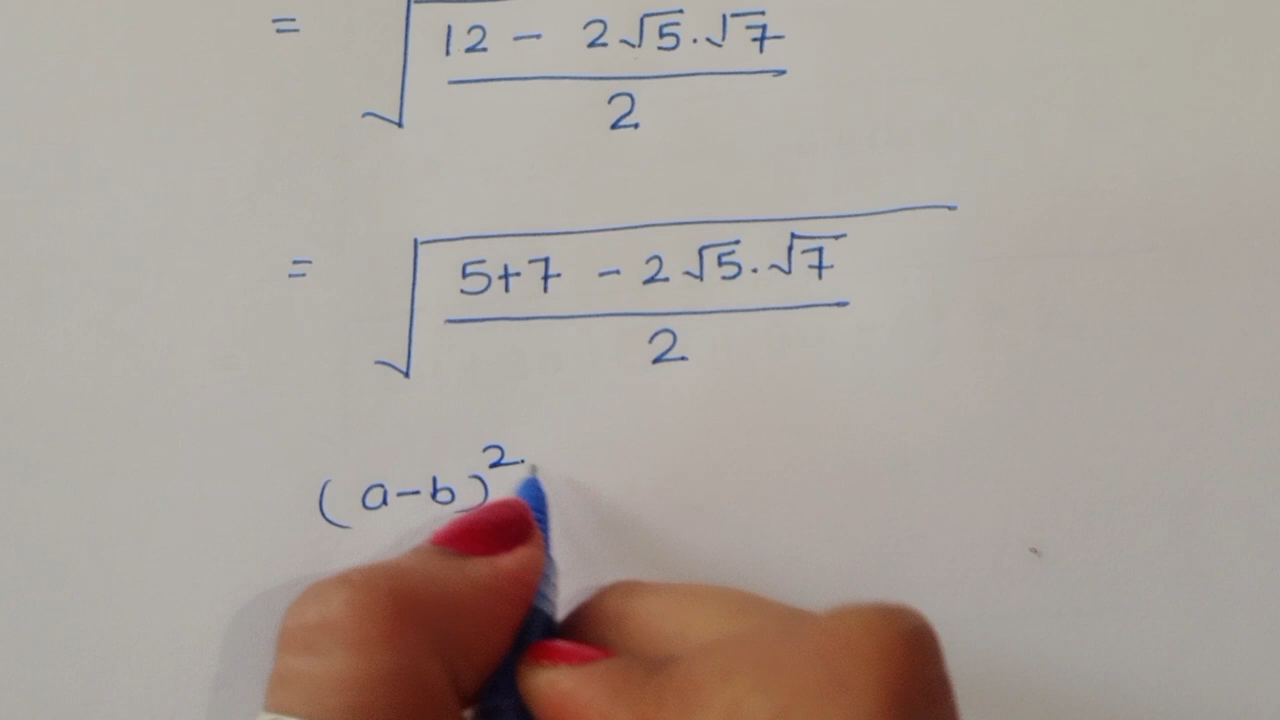 = √(12 - 2√5.√7 / 2)
= √(5+7 - 2√5.√7 / 2)
(a-b)²